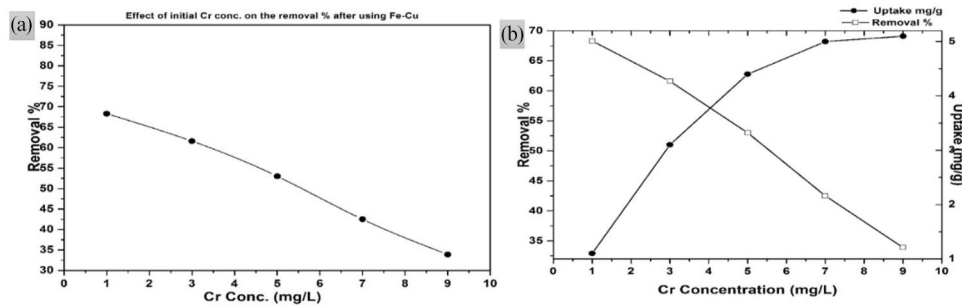 (a)
Effect of initial Cr conc. on the removal % after using Fe-Cu
Removal %
90
85
80
75
70
65
60
55
50
45
40
35
30
0 1 2 3 4 5 6 7 8 9 10
Cr Conc. (mg/L)
(b)
Uptake mg/g
Removal %
Removal %
70
65
60
55
50
45
40
35
5
4
3
2
1
Uptake (mg/g)
0 1 2 3 4 5 6 7 8 9 10
Cr Concentration (mg/L)